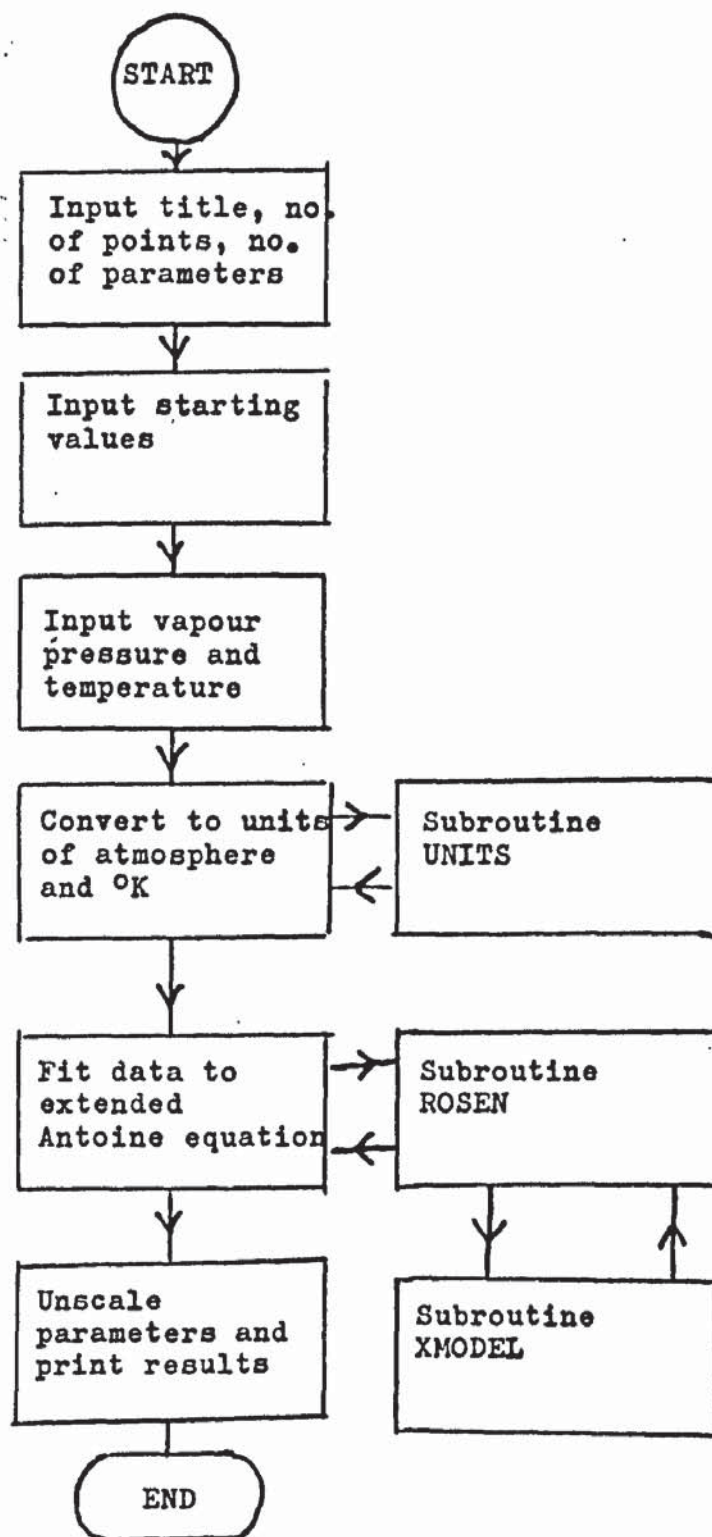 START
Input title, no.
of points, no.
of parameters
Input starting
values
Input vapour
pressure and
temperature
Convert to units
of atmosphere
and °K
Subroutine
UNITS
Fit data to
extended
Antoine equation
Subroutine
ROSEN
Unscale
parameters and
print results
Subroutine
XMODEL
END